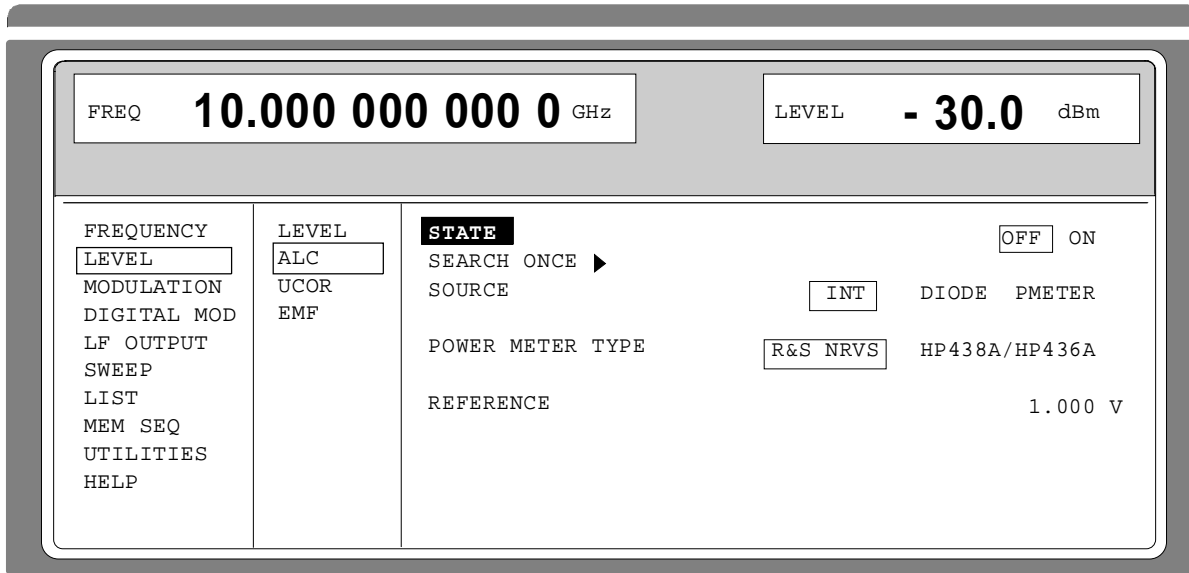 FREQ 10.000 000 000 0 GHz LEVEL - 30.0 dBm
FREQUENCY
LEVEL
MODULATION
DIGITAL MOD
LF OUTPUT
SWEEP
LIST
MEM SEQ
UTILITIES
HELP
LEVEL
ALC
UCOR
EMF
STATE OFF ON
SEARCH ONCE
SOURCE INT DIODE PMETER
POWER METER TYPE R&S NRVS HP438A/HP436A
REFERENCE 1.000 V